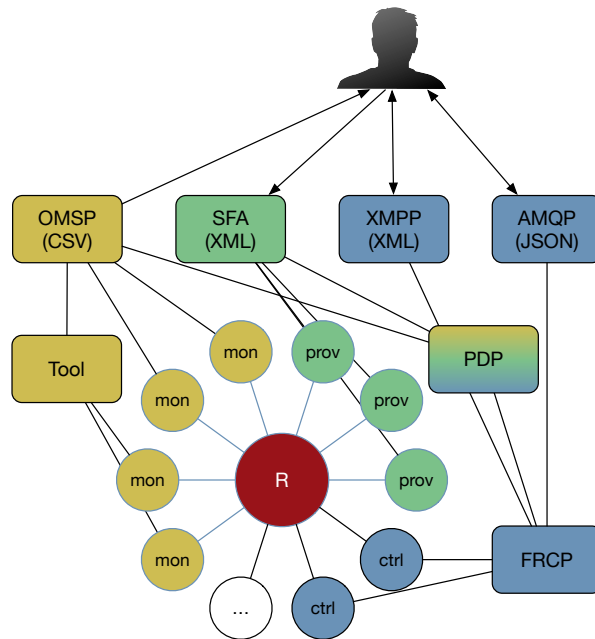 OMSP
(CSV)
SFA
(XML)
XMPP
(XML)
AMQP
(JSON)
Tool
mon
prov
PDP
mon
prov
mon
R
prov
mon
ctrl
FRCP
...
ctrl